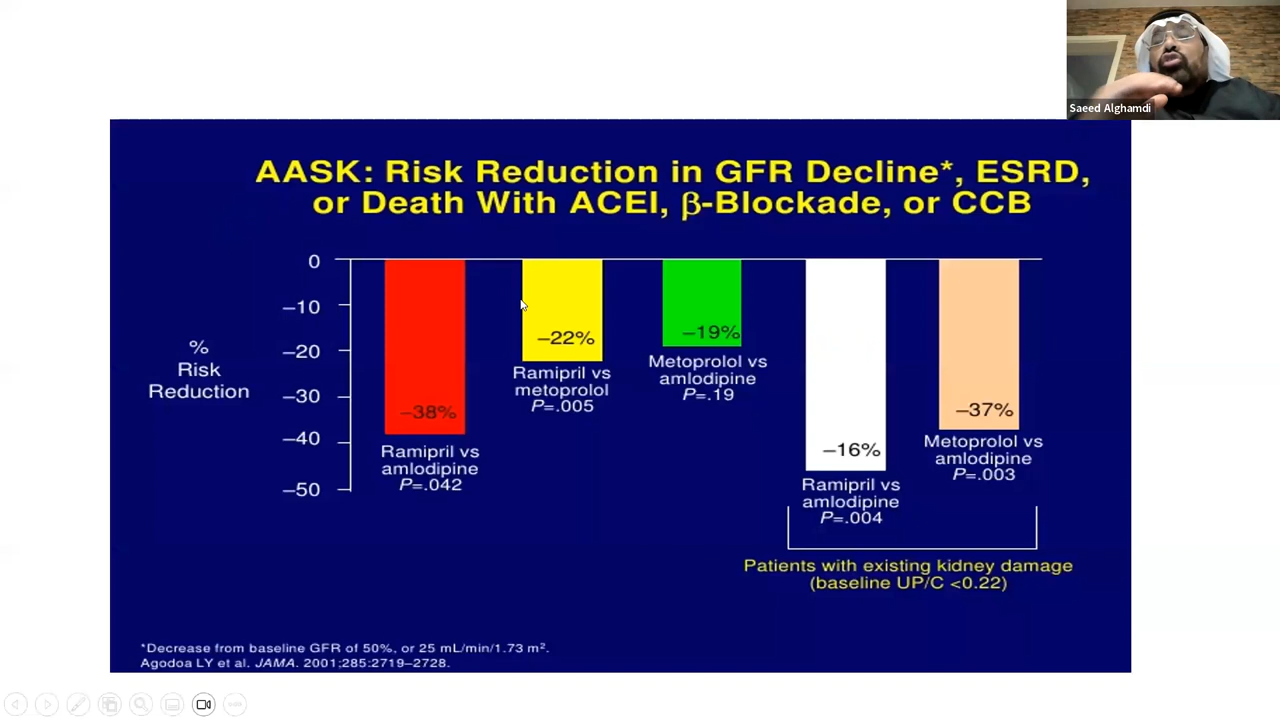 Saeed Alghamdi
AASK: Risk Reduction in GFR Decline*, ESRD,
or Death With ACEI, β-Blockade, or CCB
%
Risk
Reduction
0
–10
–20
–30
–40
–50
–38%
Ramipril vs
amlodipine
P=.042
–22%
Ramipril vs
metoprolol
P=.005
–19%
Metoprolol vs
amlodipine
P=.19
–16%
Ramipril vs
amlodipine
P=.004
–37%
Metoprolol vs
amlodipine
P=.003
Patients with existing kidney damage
(baseline UP/C <0.22)
*Decrease from baseline GFR of 50%, or 25 mL/min/1.73 m².
Agodoa LY et al. JAMA. 2001;285:2719–2728.